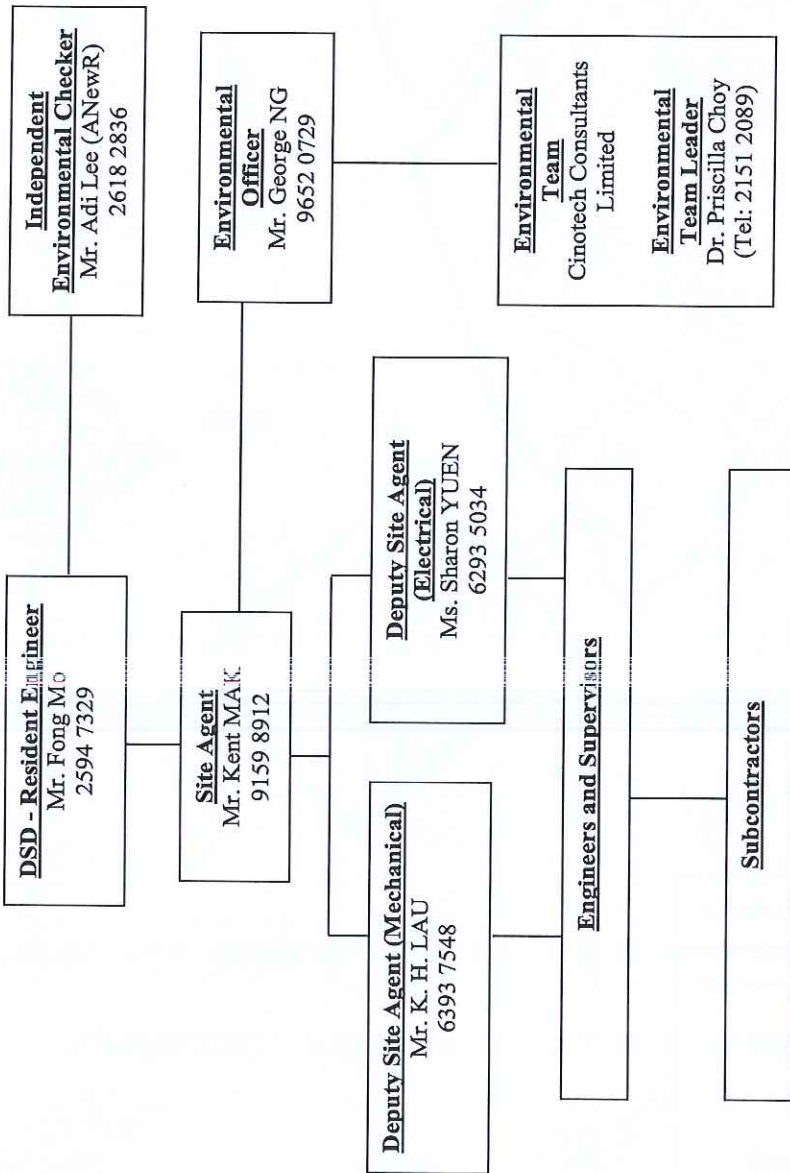 DSD - Resident Engineer
Mr. Fong Mo
2594 7329
Independent
Environmental Checker
Mr. Adi Lee (ANewR)
2618 2836
Site Agent
Mr. Kent MAK
9159 8912
Environmental
Officer
Mr. George NG
9652 0729
Deputy Site Agent (Mechanical)
Mr. K. H. LAU
6393 7548
Deputy Site Agent
(Electrical)
Ms. Sharon YUEN
6293 5034
Environmental
Team
Cinotech Consultants
Limited
Environmental
Team Leader
Dr. Priscilla Choy
(Tel: 2151 2089)
Engineers and Supervisors
Subcontractors